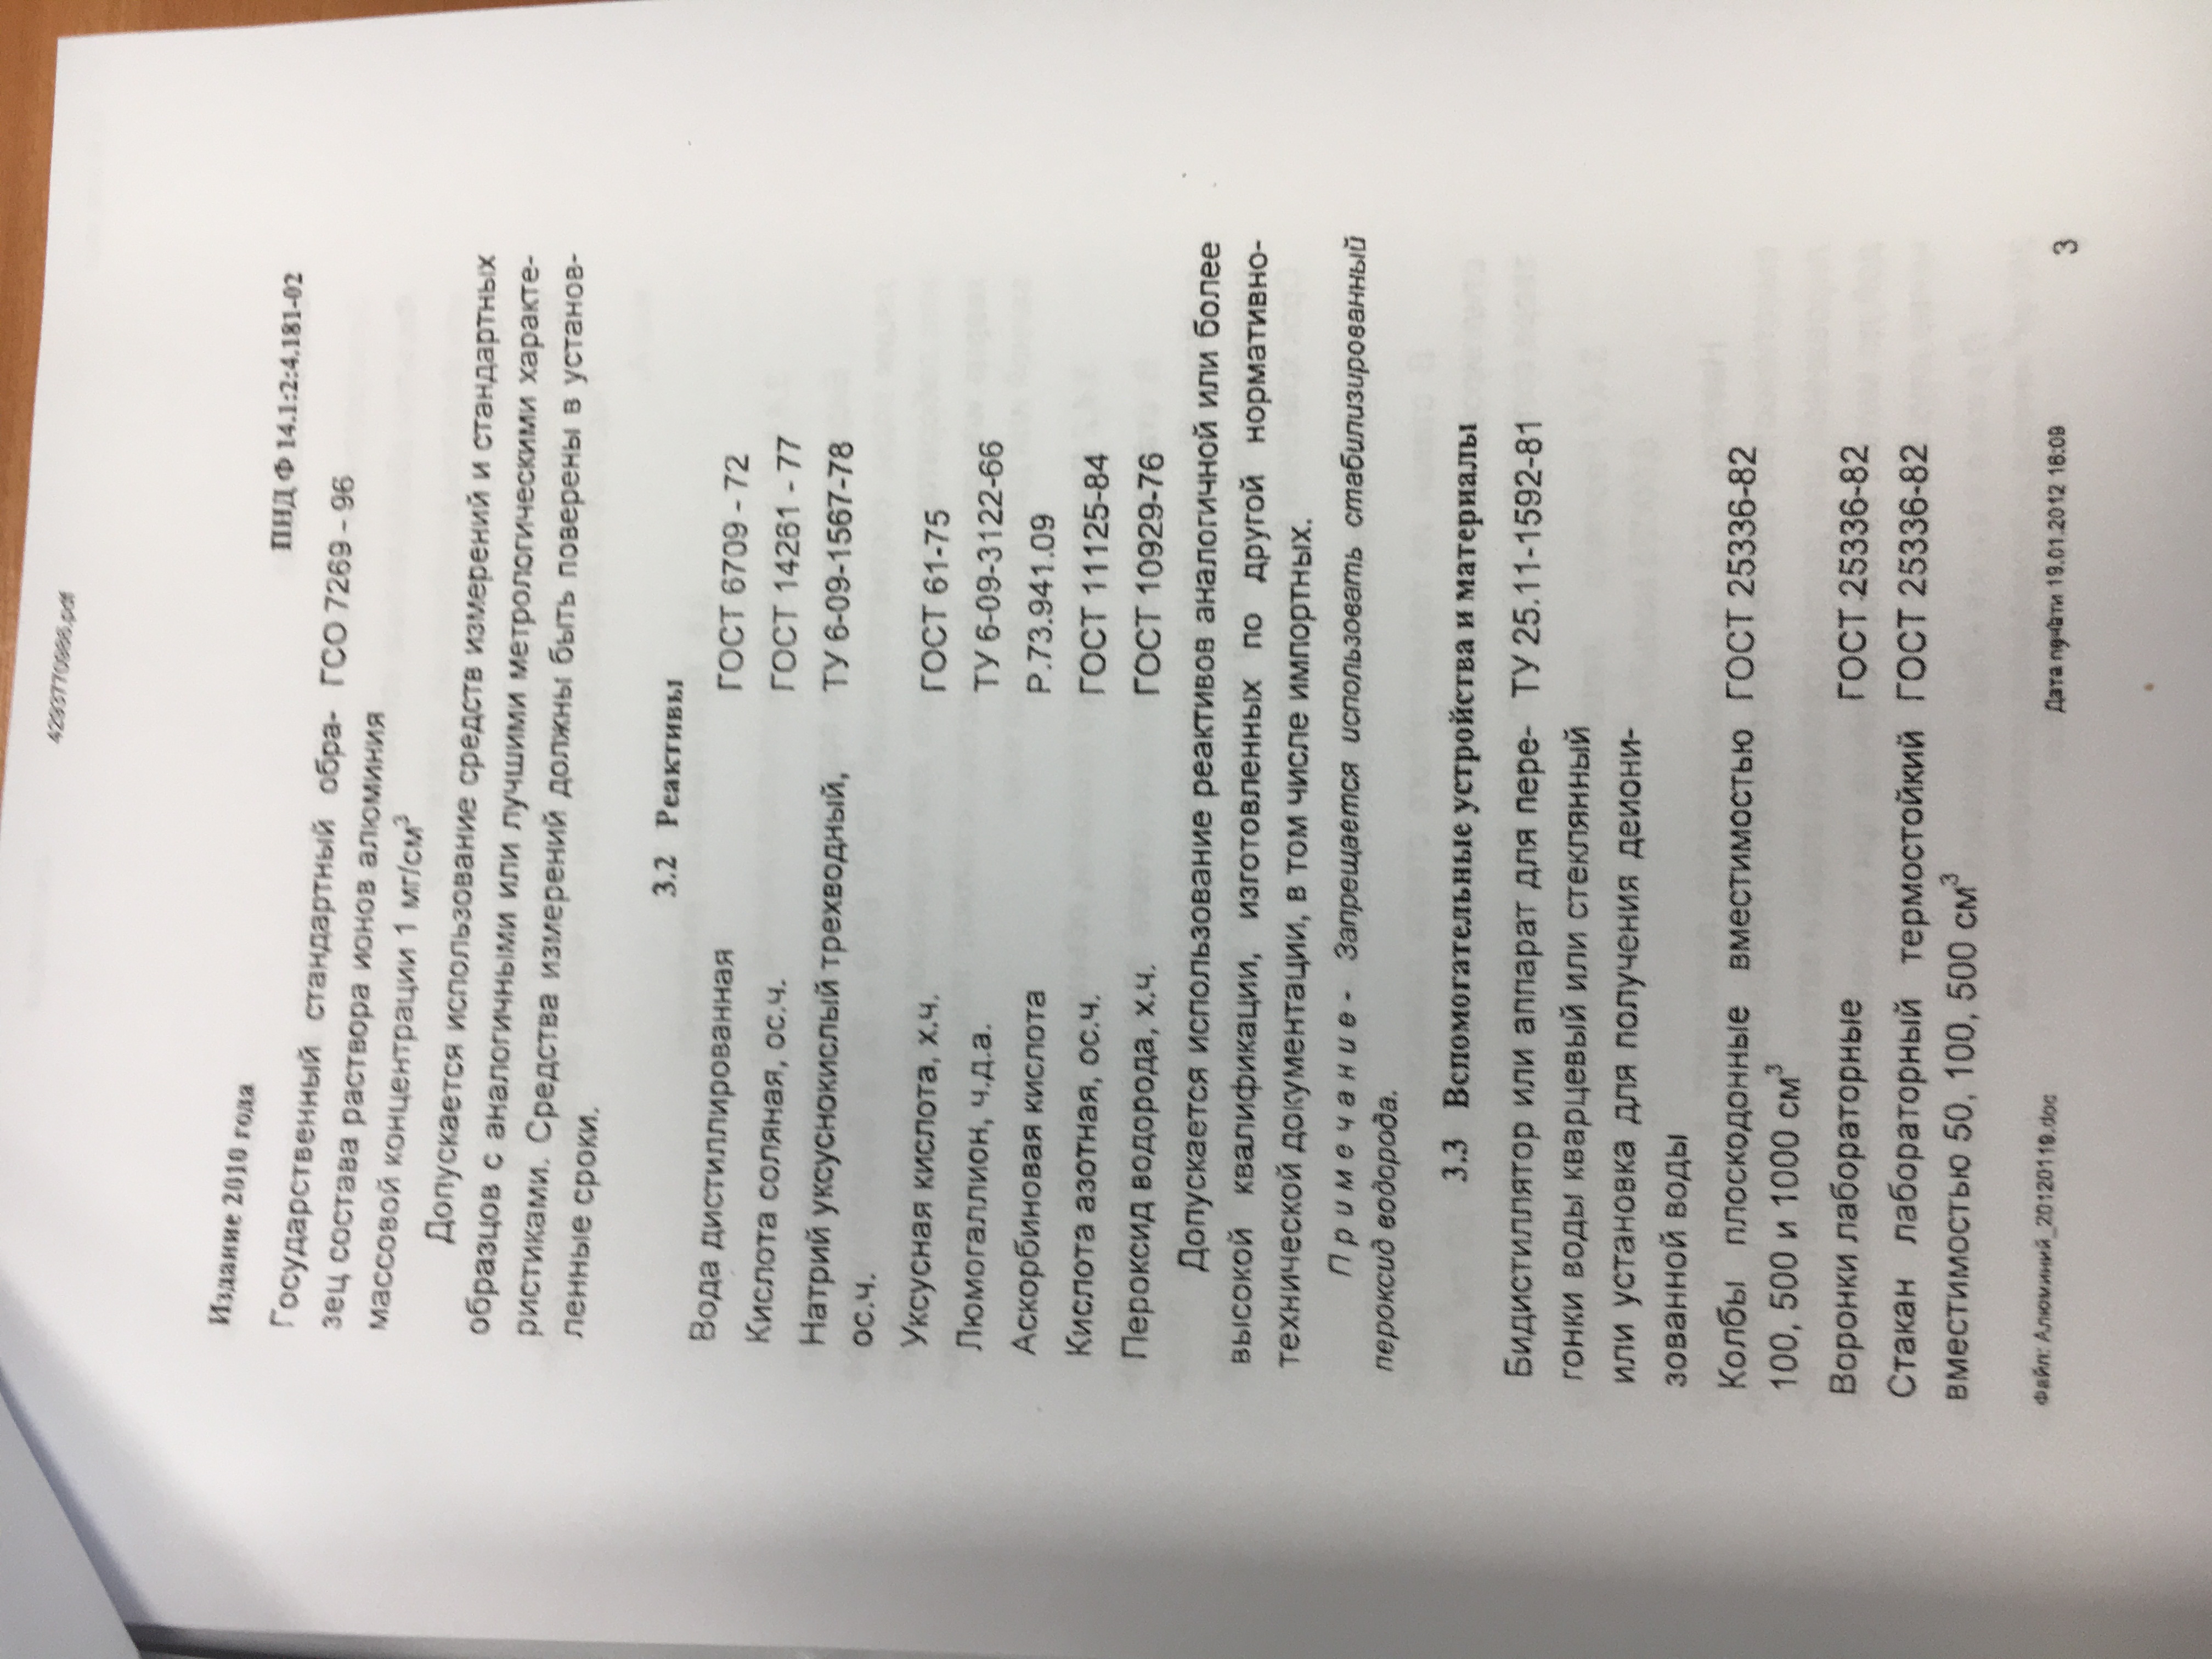 4293770986.pdf
Издание 2010 года
ПНД Ф 14.1:2:4.181-02
Государственный стандартный обра- ГСО 7269 - 96
зец состава раствора ионов алюминия
массовой концентрации 1 мг/см³
Допускается использование средств измерений и стандартных
образцов с аналогичными или лучшими метрологическими характе-
ристиками. Средства измерений должны быть поверены в установ-
ленные сроки.
3.2 Реактивы
Вода дистиллированная ГОСТ 6709 - 72
Кислота соляная, ос.ч. ГОСТ 14261 - 77
Натрий уксуснокислый трехводный, ТУ 6-09-1567-78
ос.ч.
Уксусная кислота, х.ч. ГОСТ 61-75
Люмогаллион, ч.д.а. ТУ 6-09-3122-66
Аскорбиновая кислота Р.73.941.09
Кислота азотная, ос.ч. ГОСТ 11125-84
Пероксид водорода, х.ч. ГОСТ 10929-76
Допускается использование реактивов аналогичной или более
высокой квалификации, изготовленных по другой нормативно-
технической документации, в том числе импортных.
Примечание - Запрещается использовать стабилизированный
пероксид водорода.
3.3 Вспомогательные устройства и материалы
Бидистиллятор или аппарат для пере- ТУ 25.11-1592-81
гонки воды кварцевый или стеклянный
или установка для получения деиони-
зованной воды
Колбы плоскодонные вместимостью ГОСТ 25336-82
100, 500 и 1000 см³
Воронки лабораторные ГОСТ 25336-82
Стакан лабораторный термостойкий ГОСТ 25336-82
вместимостью 50, 100, 500 см³
Файл: Алюминий_20120119.doc Дата печати 19.01.2012 16:09 3